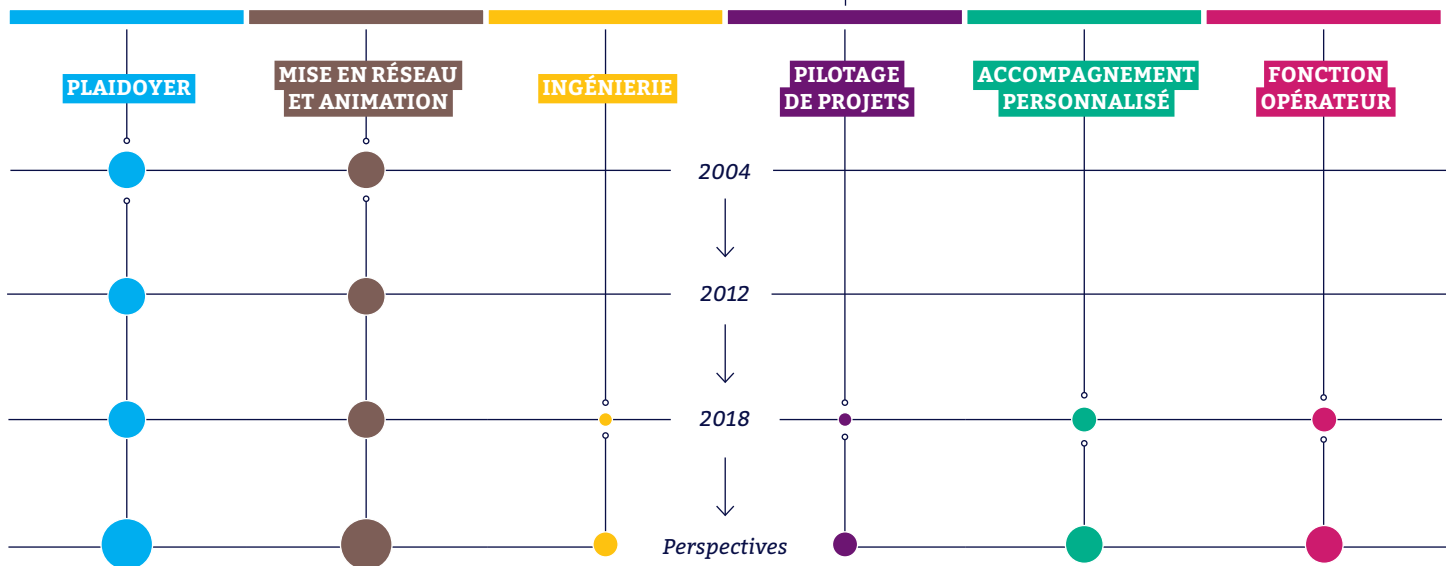 PLAIDOYER
MISE EN RÉSEAU
ET ANIMATION
INGÉNIERIE
PILOTAGE
DE PROJETS
ACCOMPAGNEMENT
PERSONNALISÉ
FONCTION
OPÉRATEUR
2004
2012
2018
Perspectives